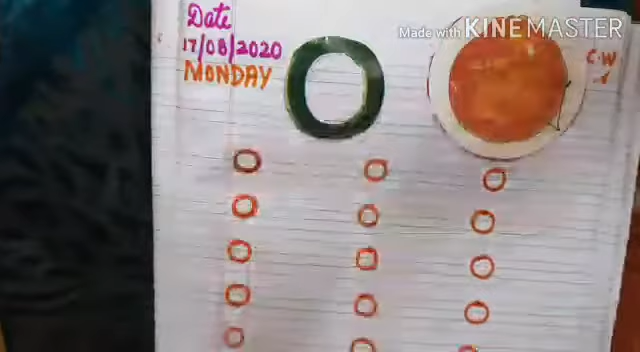 Made with KINEMASTER
Date
17/08/2020
MONDAY
C.W
O
O O O
O O O
O O O
O O O
O O O